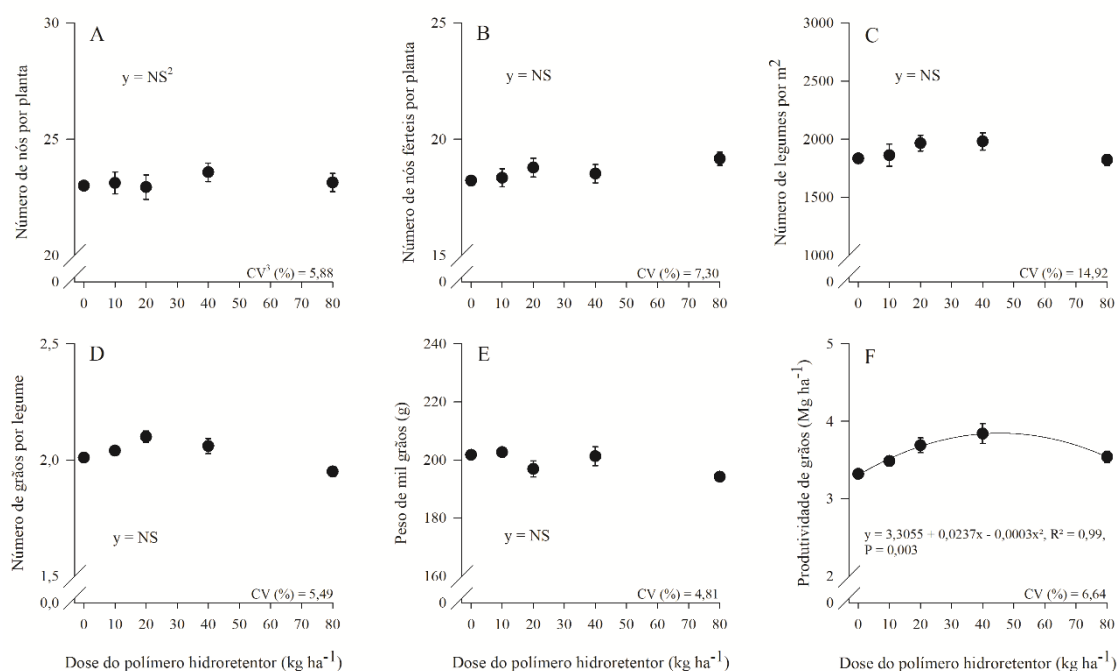 A
Número de nós por planta
30
25
20
0
y = NS²
CV³ (%) = 5,88
0 10 20 30 40 50 60 70 80
B
Número de nós férteis por planta
25
20
15
0
y = NS
CV (%) = 7,30
0 10 20 30 40 50 60 70 80
C
Número de legumes por m²
3000
2500
2000
1500
1000
0
y = NS
CV (%) = 14,92
0 10 20 30 40 50 60 70 80
D
Número de grãos por legume
2,5
2,0
1,5
0,0
y = NS
CV (%) = 5,49
0 10 20 30 40 50 60 70 80
Dose do polímero hidroretentor (kg ha⁻¹)
E
Peso de mil grãos (g)
240
220
200
180
160
0
y = NS
CV (%) = 4,81
0 10 20 30 40 50 60 70 80
Dose do polímero hidroretentor (kg ha⁻¹)
F
Produtividade de grãos (Mg ha⁻¹)
5
4
3
2
0
y = 3,3055 + 0,0237x - 0,0003x², R² = 0,99,
P = 0,003
CV (%) = 6,64
0 10 20 30 40 50 60 70 80
Dose do polímero hidroretentor (kg ha⁻¹)